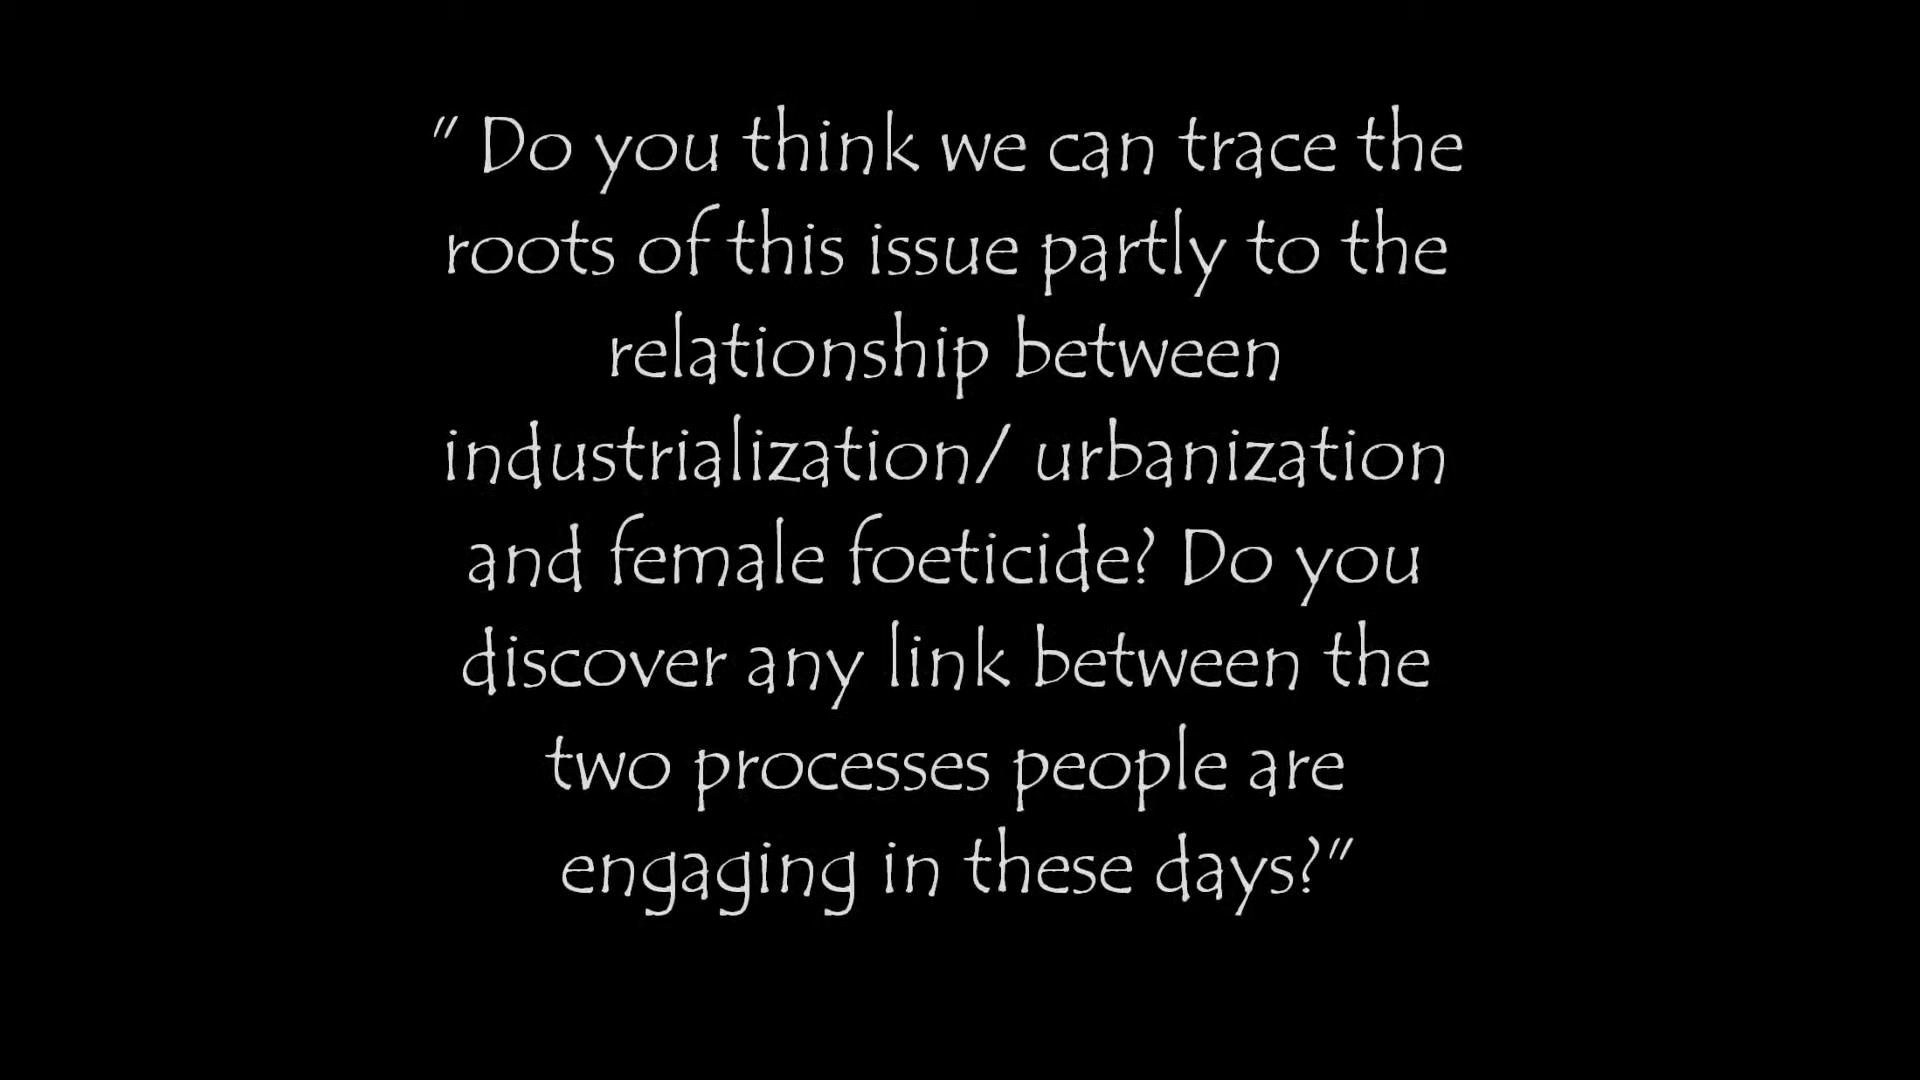 " Do you think we can trace the
roots of this issue partly to the
relationship between
industrialization/ urbanization
and female foeticide? Do you
discover any link between the
two processes people are
engaging in these days?"